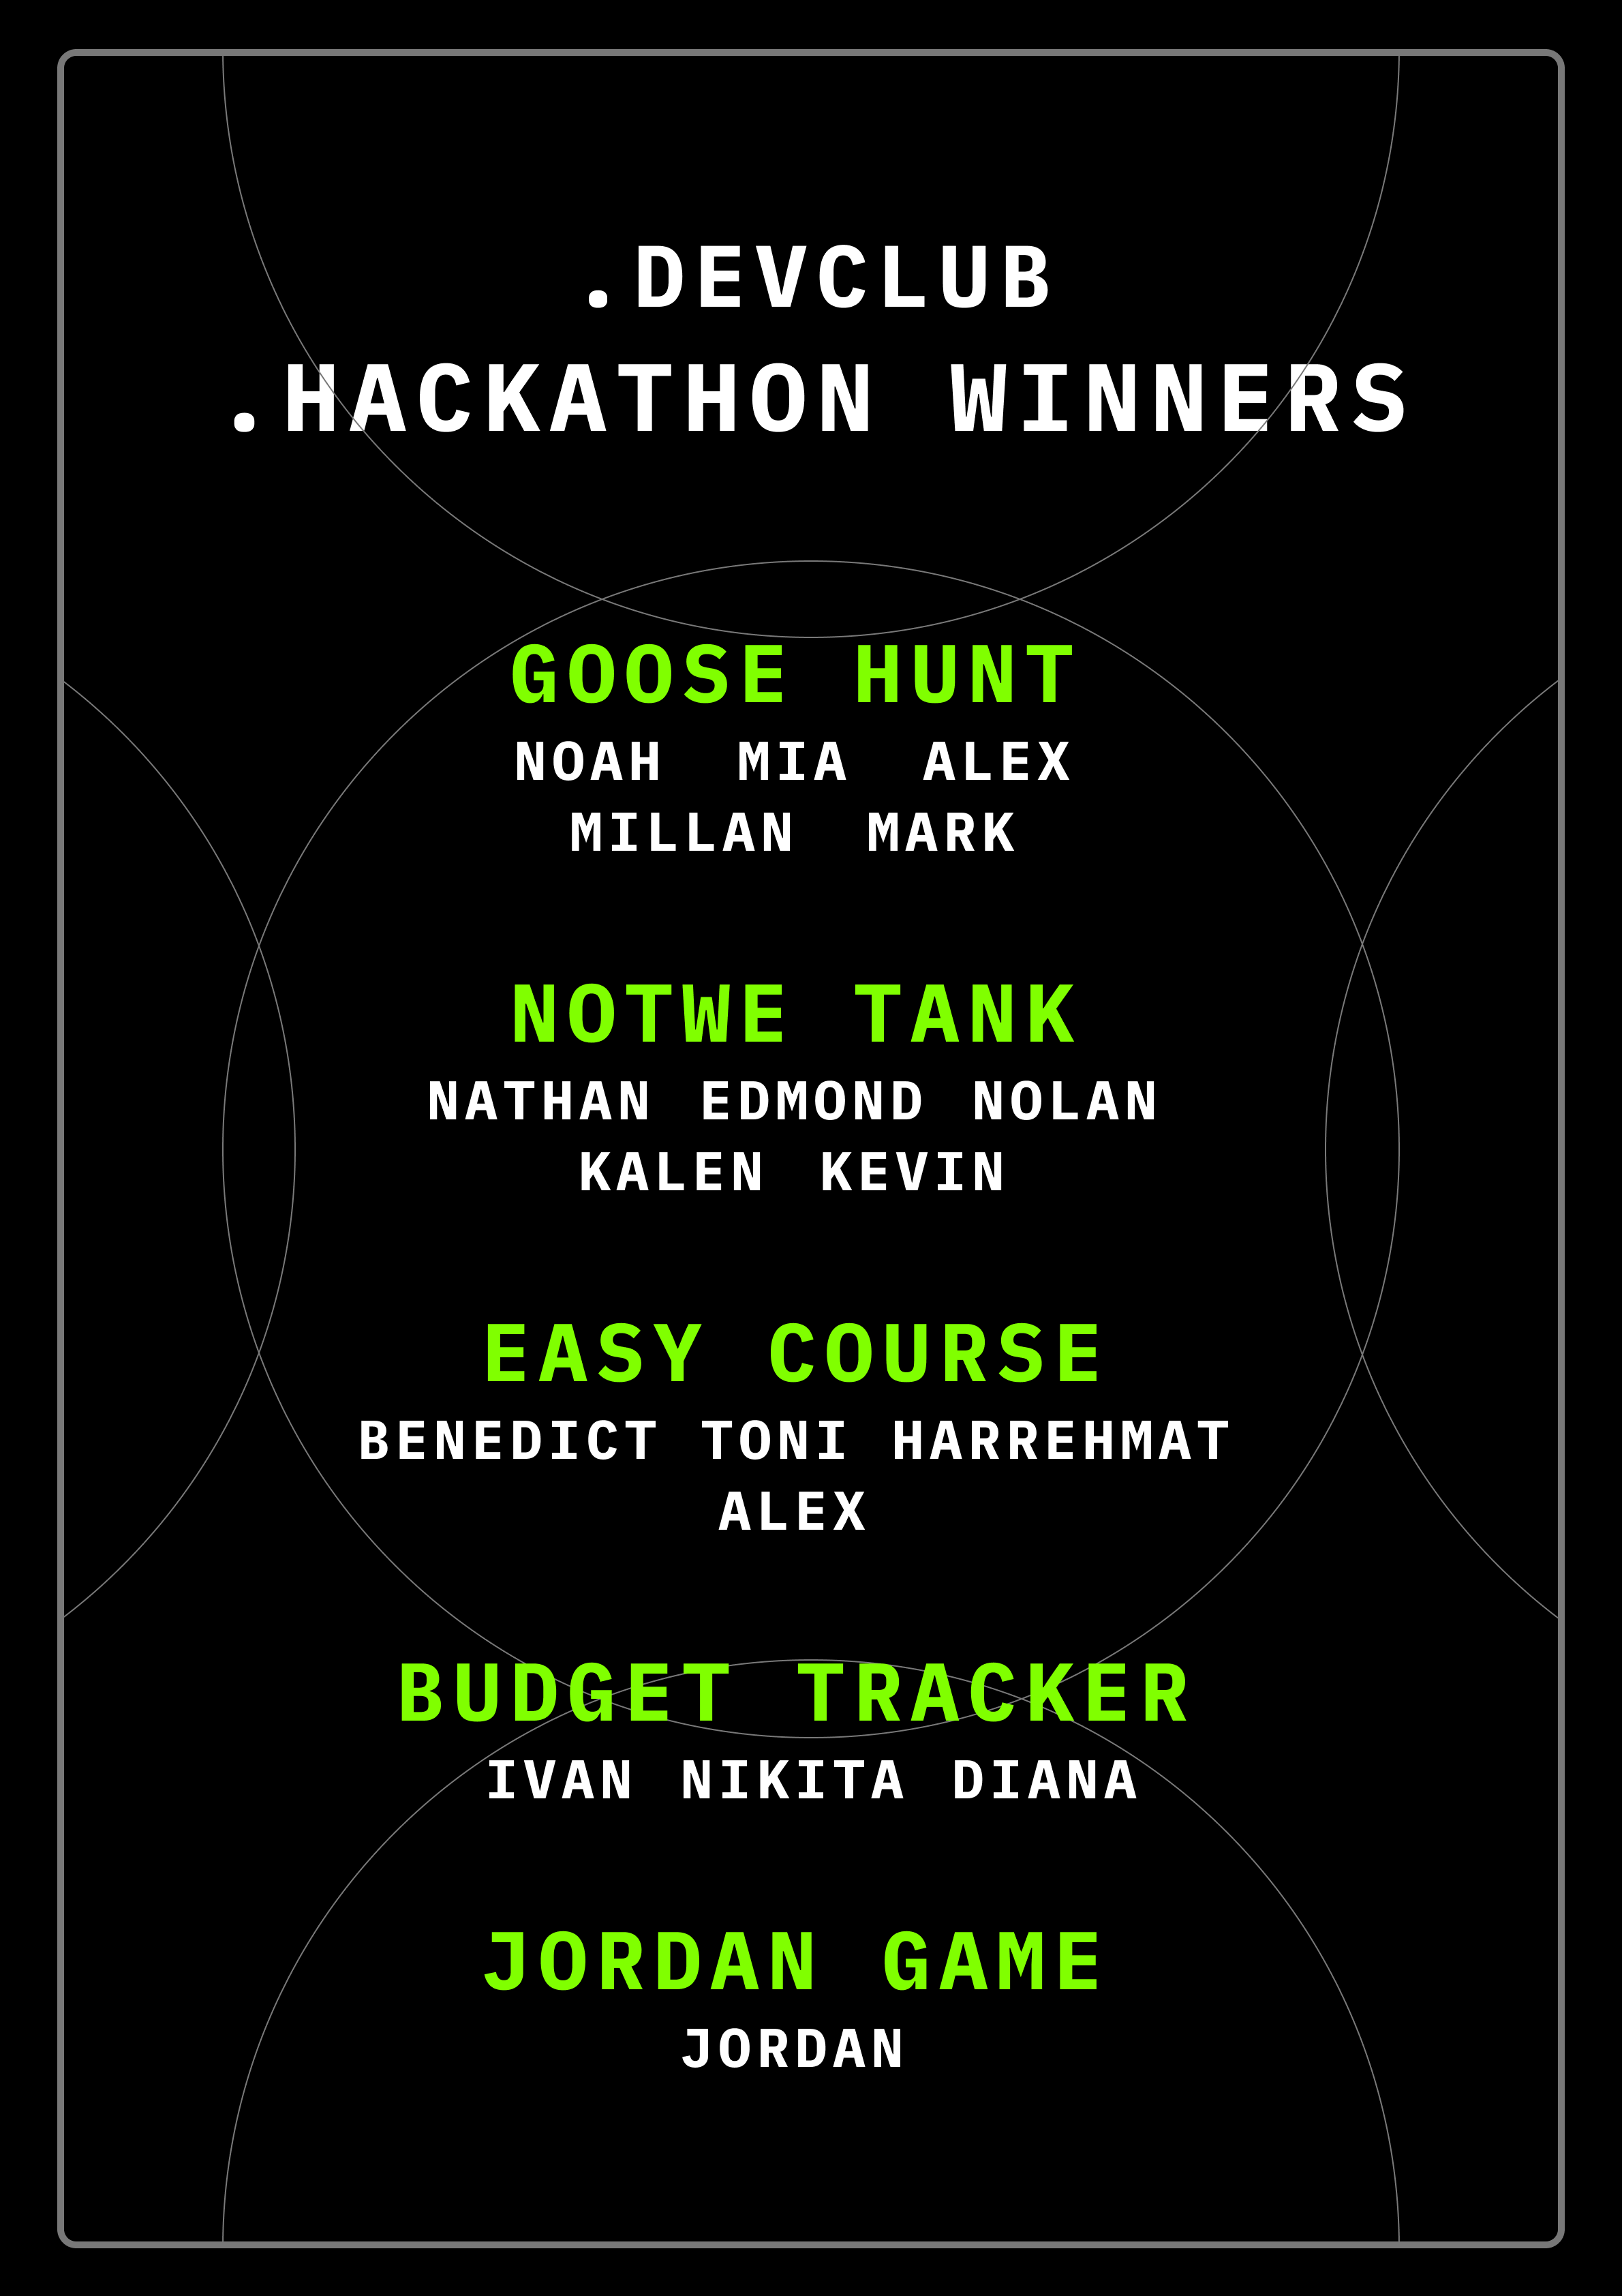 .DEVCLUB
.HACKATHON WINNERS
GOOSE HUNT
NOAH MIA ALEX
MILLAN MARK
NOTWE TANK
NATHAN EDMOND NOLAN
KALEN KEVIN
EASY COURSE
BENEDICT TONI HARREHMAT
ALEX
BUDGET TRACKER
IVAN NIKITA DIANA
JORDAN GAME
JORDAN